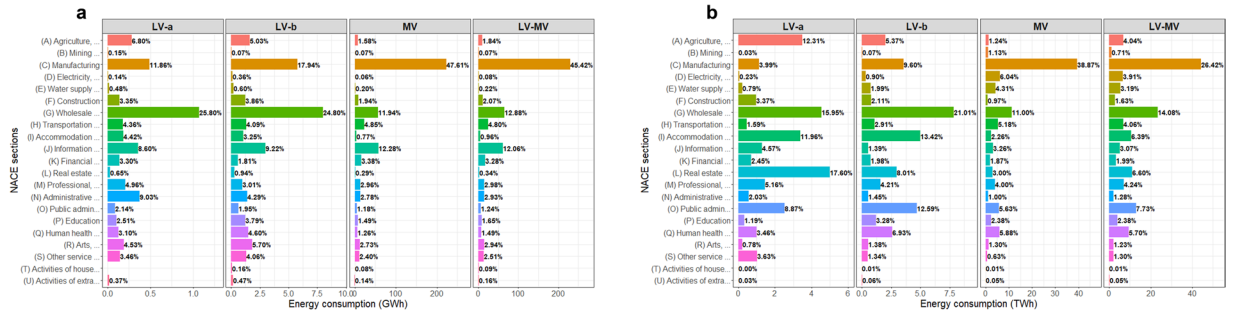 a
LV-a LV-b MV LV-MV
NACE sections
(A) Agriculture, ... 6.80% 5.03% 1.58% 1.84%
(B) Mining ... 0.15% 0.07% 0.07% 0.07%
(C) Manufacturing 11.86% 17.94% 47.61% 45.42%
(D) Electricity, ... 0.14% 0.36% 0.06% 0.08%
(E) Water supply ... 0.48% 0.60% 0.20% 0.22%
(F) Construction 3.35% 3.86% 1.94% 2.07%
(G) Wholesale ... 25.80% 24.80% 11.94% 12.88%
(H) Transportation ... 4.36% 4.09% 4.85% 4.80%
(I) Accommodation ... 4.42% 3.25% 0.77% 0.96%
(J) Information ... 8.60% 9.22% 12.28% 12.06%
(K) Financial ... 3.30% 1.81% 3.38% 3.28%
(L) Real estate ... 0.65% 0.94% 0.29% 0.34%
(M) Professional, ... 4.96% 3.01% 2.96% 2.98%
(N) Administrative ... 9.03% 4.29% 2.78% 2.93%
(O) Public admin... 2.14% 1.95% 1.18% 1.24%
(P) Education 2.51% 3.79% 1.49% 1.65%
(Q) Human health ... 3.10% 4.60% 1.26% 1.49%
(R) Arts, ... 4.53% 5.70% 2.73% 2.94%
(S) Other service ... 3.46% 4.06% 2.40% 2.51%
(T) Activities of house... 0.16% 0.08% 0.09%
(U) Activities of extra... 0.37% 0.47% 0.14% 0.16%
0.0 0.5 1.0 0.0 2.5 5.0 7.5 10.0 0 100 200 0 100 200
Energy consumption (GWh)
b
LV-a LV-b MV LV-MV
NACE sections
(A) Agriculture, ... 12.31% 5.37% 1.24% 4.04%
(B) Mining ... 0.03% 0.07% 1.13% 0.71%
(C) Manufacturing 3.99% 9.60% 38.87% 26.42%
(D) Electricity, ... 0.23% 0.90% 6.04% 3.91%
(E) Water supply ... 0.79% 1.99% 4.31% 3.19%
(F) Construction 3.37% 2.11% 0.97% 1.63%
(G) Wholesale ... 15.95% 21.01% 11.00% 14.08%
(H) Transportation ... 1.59% 2.91% 5.18% 4.06%
(I) Accommodation ... 11.96% 13.42% 2.26% 6.39%
(J) Information ... 4.57% 1.39% 3.26% 3.07%
(K) Financial ... 2.45% 1.98% 1.87% 1.99%
(L) Real estate ... 17.60% 8.01% 3.00% 6.60%
(M) Professional, ... 5.16% 4.21% 4.00% 4.24%
(N) Administrative ... 2.03% 1.45% 1.00% 1.28%
(O) Public admin... 8.87% 12.59% 5.63% 7.73%
(P) Education 1.19% 3.28% 2.38% 2.38%
(Q) Human health ... 3.46% 6.93% 5.88% 5.70%
(R) Arts, ... 0.78% 1.38% 1.30% 1.23%
(S) Other service ... 3.63% 1.34% 0.63% 1.30%
(T) Activities of house... 0.00% 0.01% 0.01% 0.01%
(U) Activities of extra... 0.03% 0.06% 0.05% 0.05%
0 2 4 6 0.0 2.5 5.0 7.5 0 10 20 30 40 0 20 40
Energy consumption (TWh)